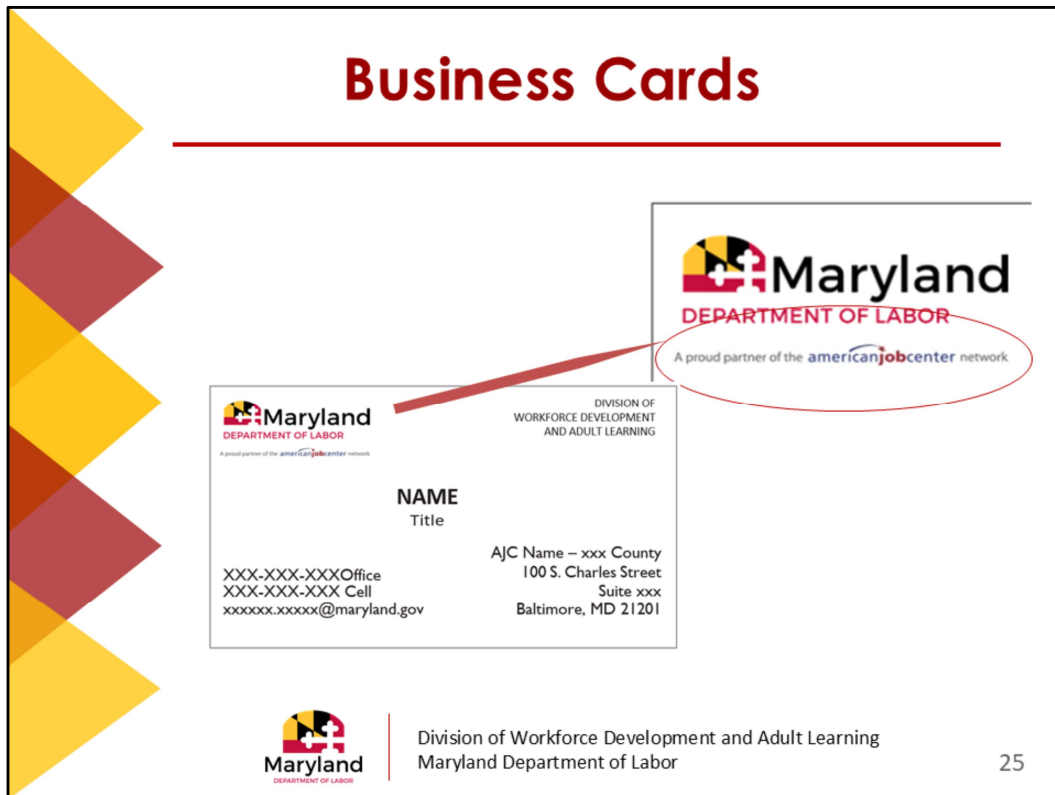 Business Cards
Maryland
DEPARTMENT OF LABOR
A proud partner of the americanjobcenter network
Maryland
DEPARTMENT OF LABOR
A proud partner of the americanjobcenter network
DIVISION OF
WORKFORCE DEVELOPMENT
AND ADULT LEARNING
NAME
Title
XXX-XXX-XXXOffice
XXX-XXX-XXX Cell
xxxxxx.xxxxx@maryland.gov
AJC Name – xxx County
100 S. Charles Street
Suite xxx
Baltimore, MD 21201
Maryland
DEPARTMENT OF LABOR
Division of Workforce Development and Adult Learning
Maryland Department of Labor
25